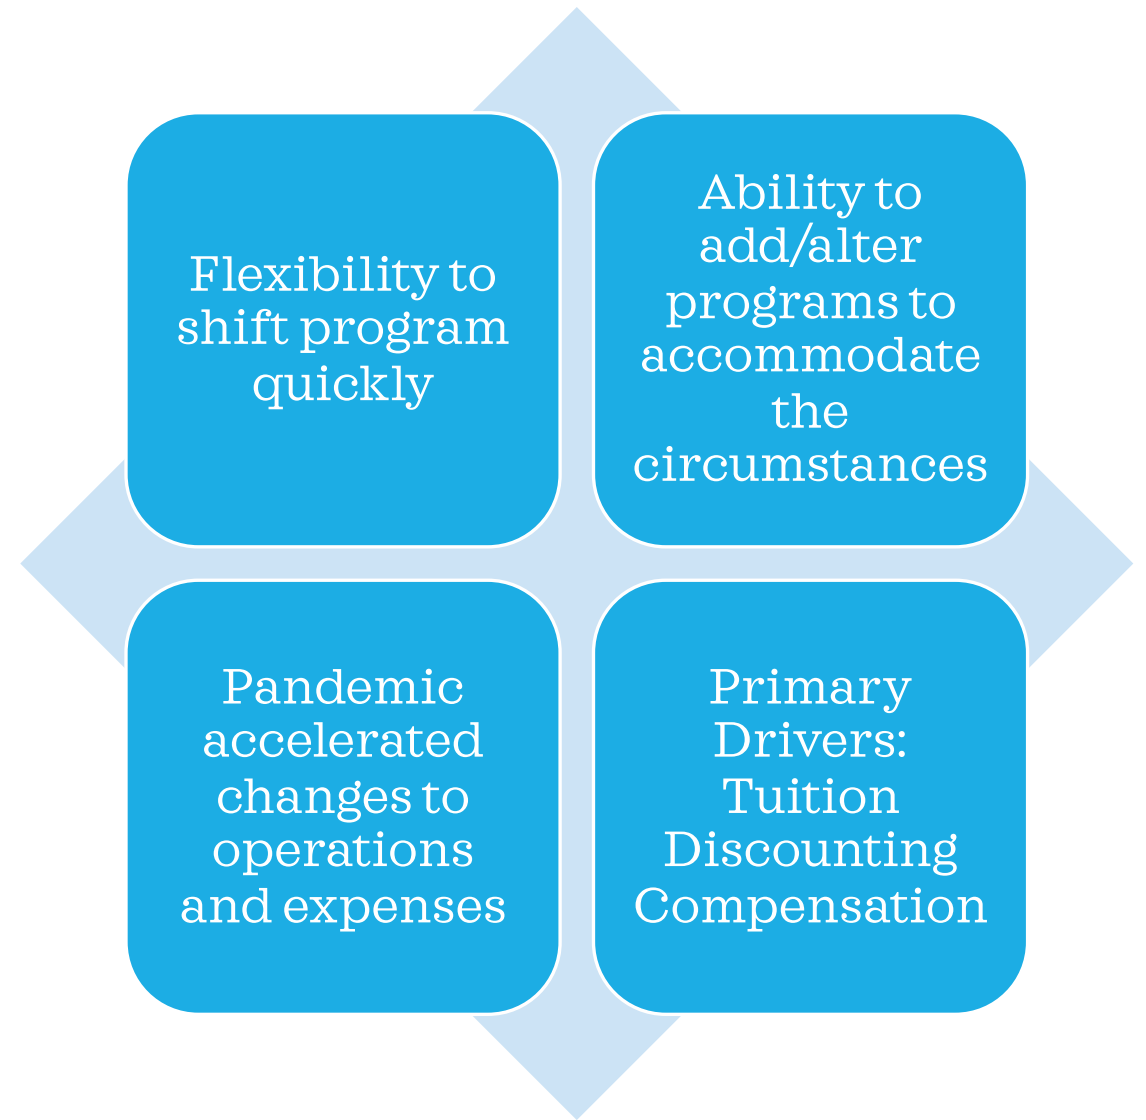 Flexibility to
shift program
quickly
Ability to
add/alter
programs to
accommodate
the
circumstances
Pandemic
accelerated
changes to
operations
and expenses
Primary
Drivers:
Tuition
Discounting
Compensation